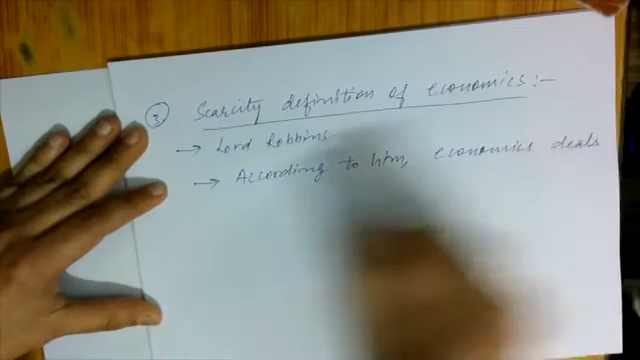 ③ Scarcity definition of economics :-
→ Lord Robbins
→ According to him, economics deals